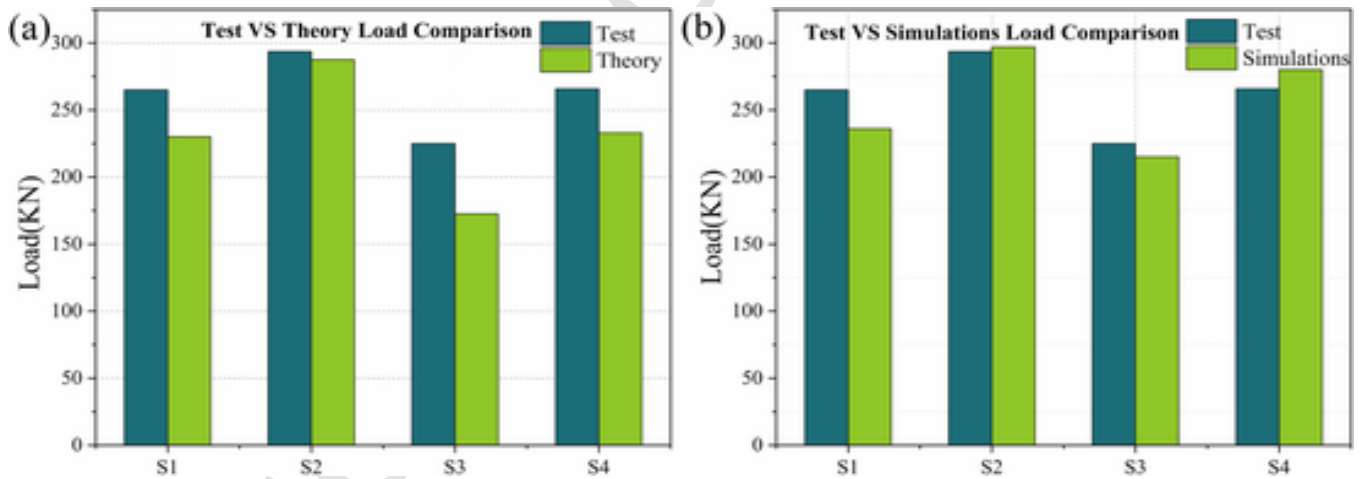 (a)
Test VS Theory Load Comparison
Test
Theory
Load(KN)
300
250
200
150
100
50
0
S1 S2 S3 S4
(b)
Test VS Simulations Load Comparison
Test
Simulations
Load(KN)
300
250
200
150
100
50
0
S1 S2 S3 S4